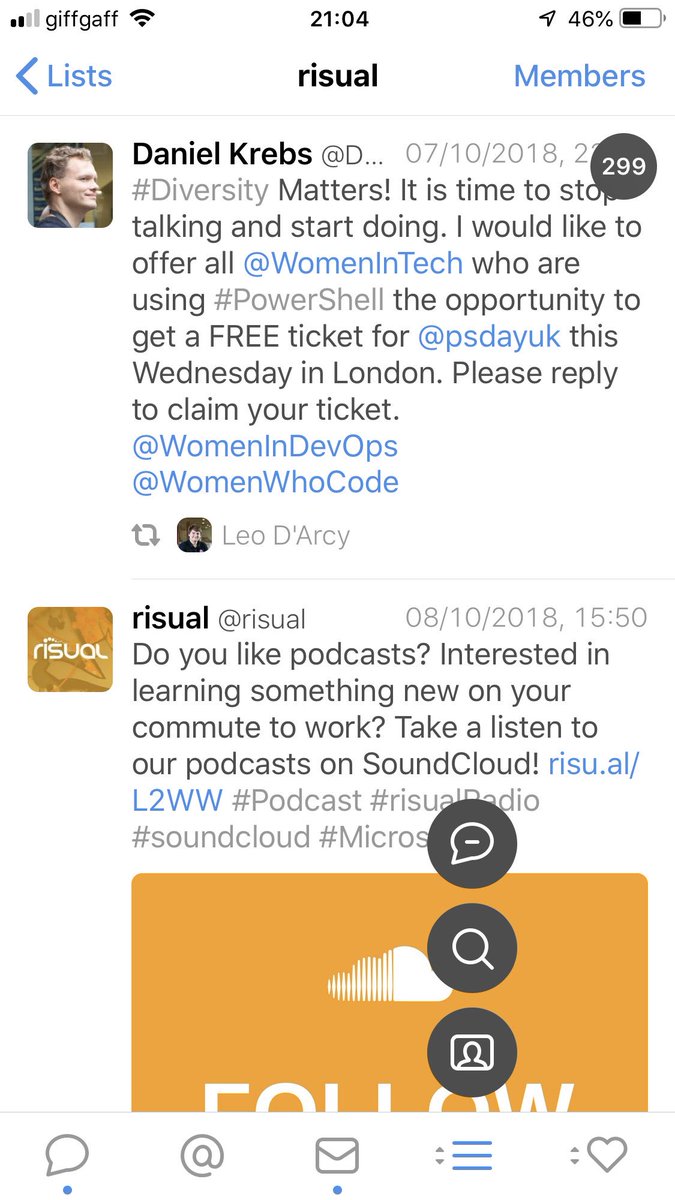 giffgaff 21:04 46%
Lists risual Members
Daniel Krebs @D... 07/10/2018,
299
#Diversity Matters! It is time to stop
talking and start doing. I would like to
offer all @WomenInTech who are
using #PowerShell the opportunity to
get a FREE ticket for @psdayuk this
Wednesday in London. Please reply
to claim your ticket.
@WomenInDevOps
@WomenWhoCode
Leo D'Arcy
risual
risual @risual 08/10/2018, 15:50
Do you like podcasts? Interested in
learning something new on your
commute to work? Take a listen to
our podcasts on SoundCloud! risu.al/
L2WW #Podcast #risualRadio
#soundcloud #Micros
FOLLOW